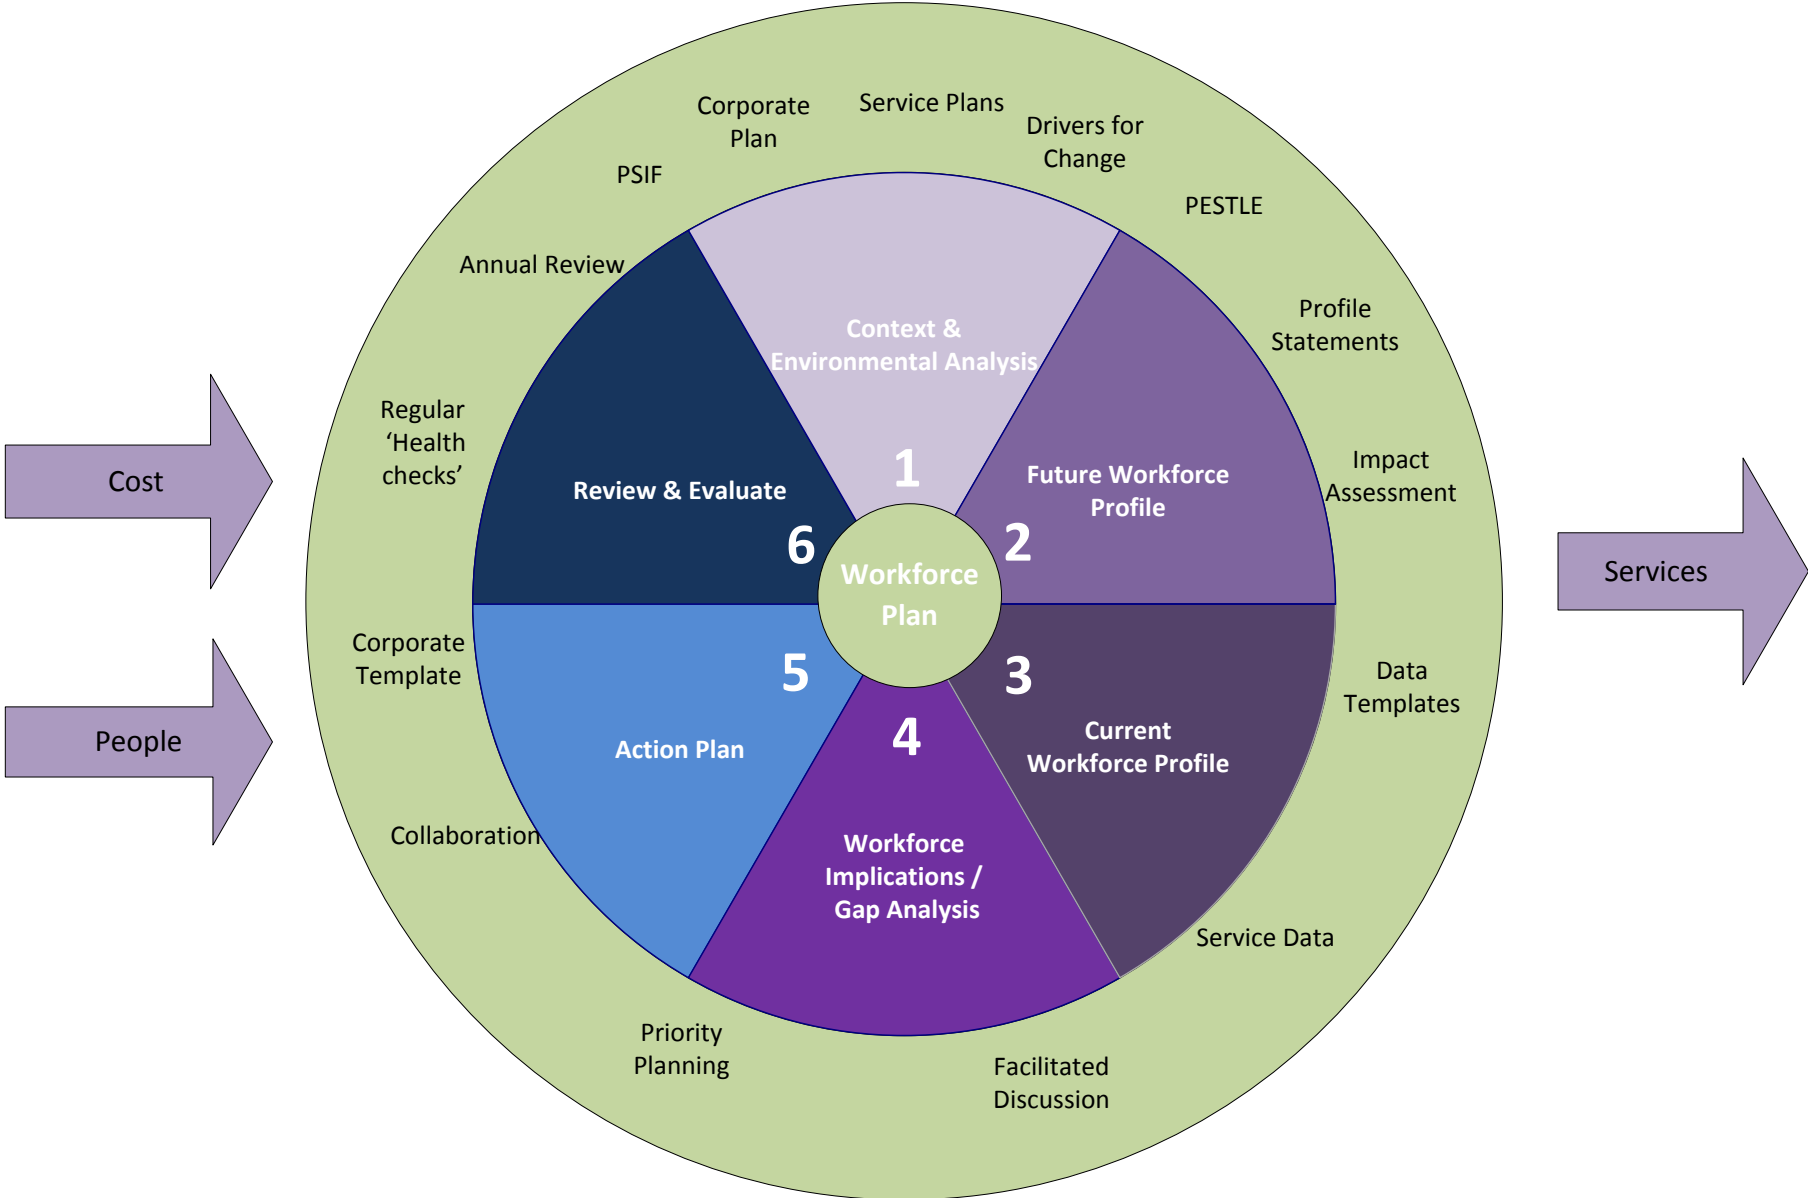 Service Plans
Corporate
Plan
Drivers for
Change
PSIF
PESTLE
Annual Review
Profile
Statements
Context &
Environmental Analysis
Regular
‘Health
checks’
Impact
Assessment
1
Future Workforce
Profile
Review & Evaluate
Cost
2
6
Workforce
Plan
Services
Corporate
Template
5
3
Data
Templates
People
4
Current
Workforce Profile
Action Plan
Collaboration
Workforce
Implications /
Gap Analysis
Service Data
Priority
Planning
Facilitated
Discussion